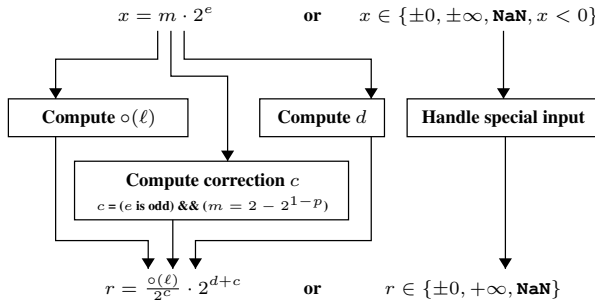 x = m · 2^e or x ∈ {±0, ±∞, NaN, x < 0}
Compute ∘(ℓ) Compute d Handle special input
Compute correction c
c = (e is odd) && (m = 2 − 2^{1−p})
r = \frac{∘(ℓ)}{2^c} · 2^{d+c} or r ∈ {±0, +∞, NaN}